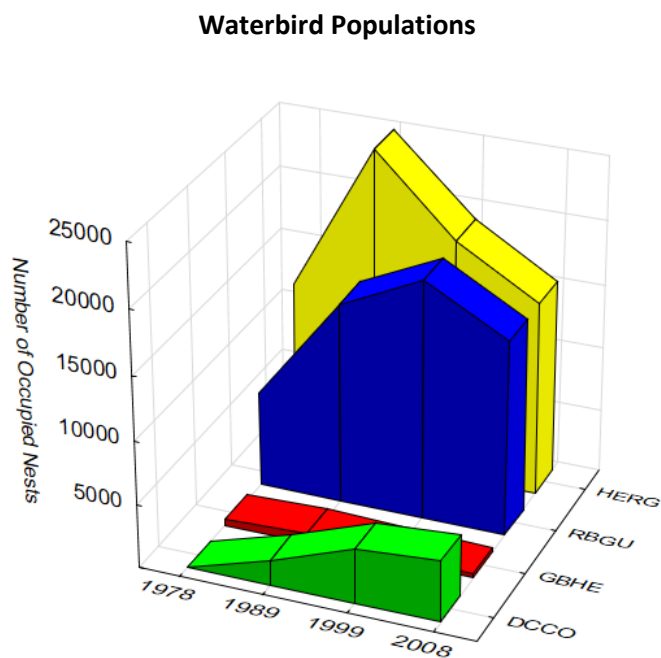 Waterbird Populations
25000
20000
15000
10000
5000
Number of Occupied Nests
1978
1989
1999
2008
HERG
RBGU
GBHE
DCCO